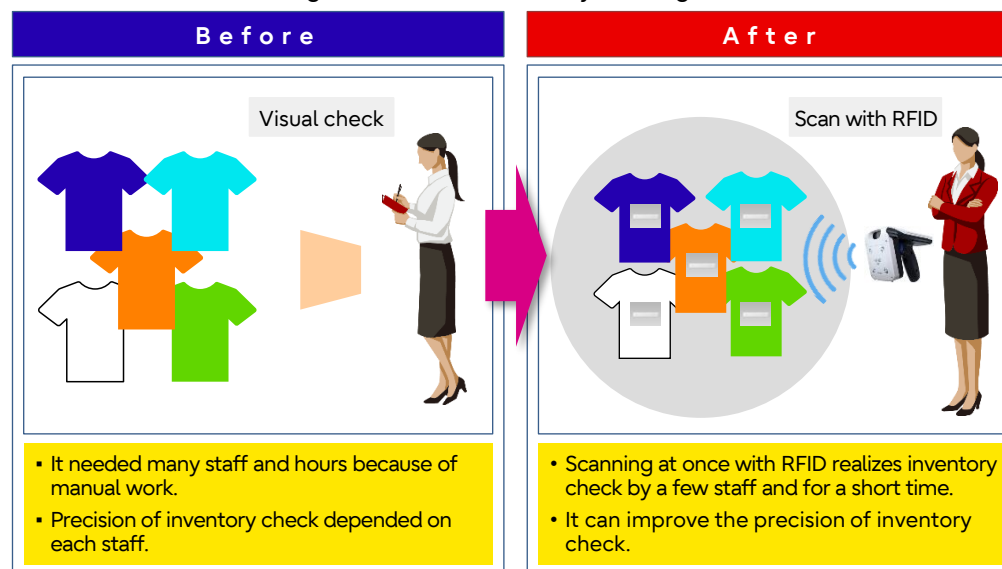 Before
After
Visual check
Scan with RFID
▪ It needed many staff and hours because of
manual work.
▪ Precision of inventory check depended on
each staff.
• Scanning at once with RFID realizes inventory
check by a few staff and for a short time.
• It can improve the precision of inventory
check.